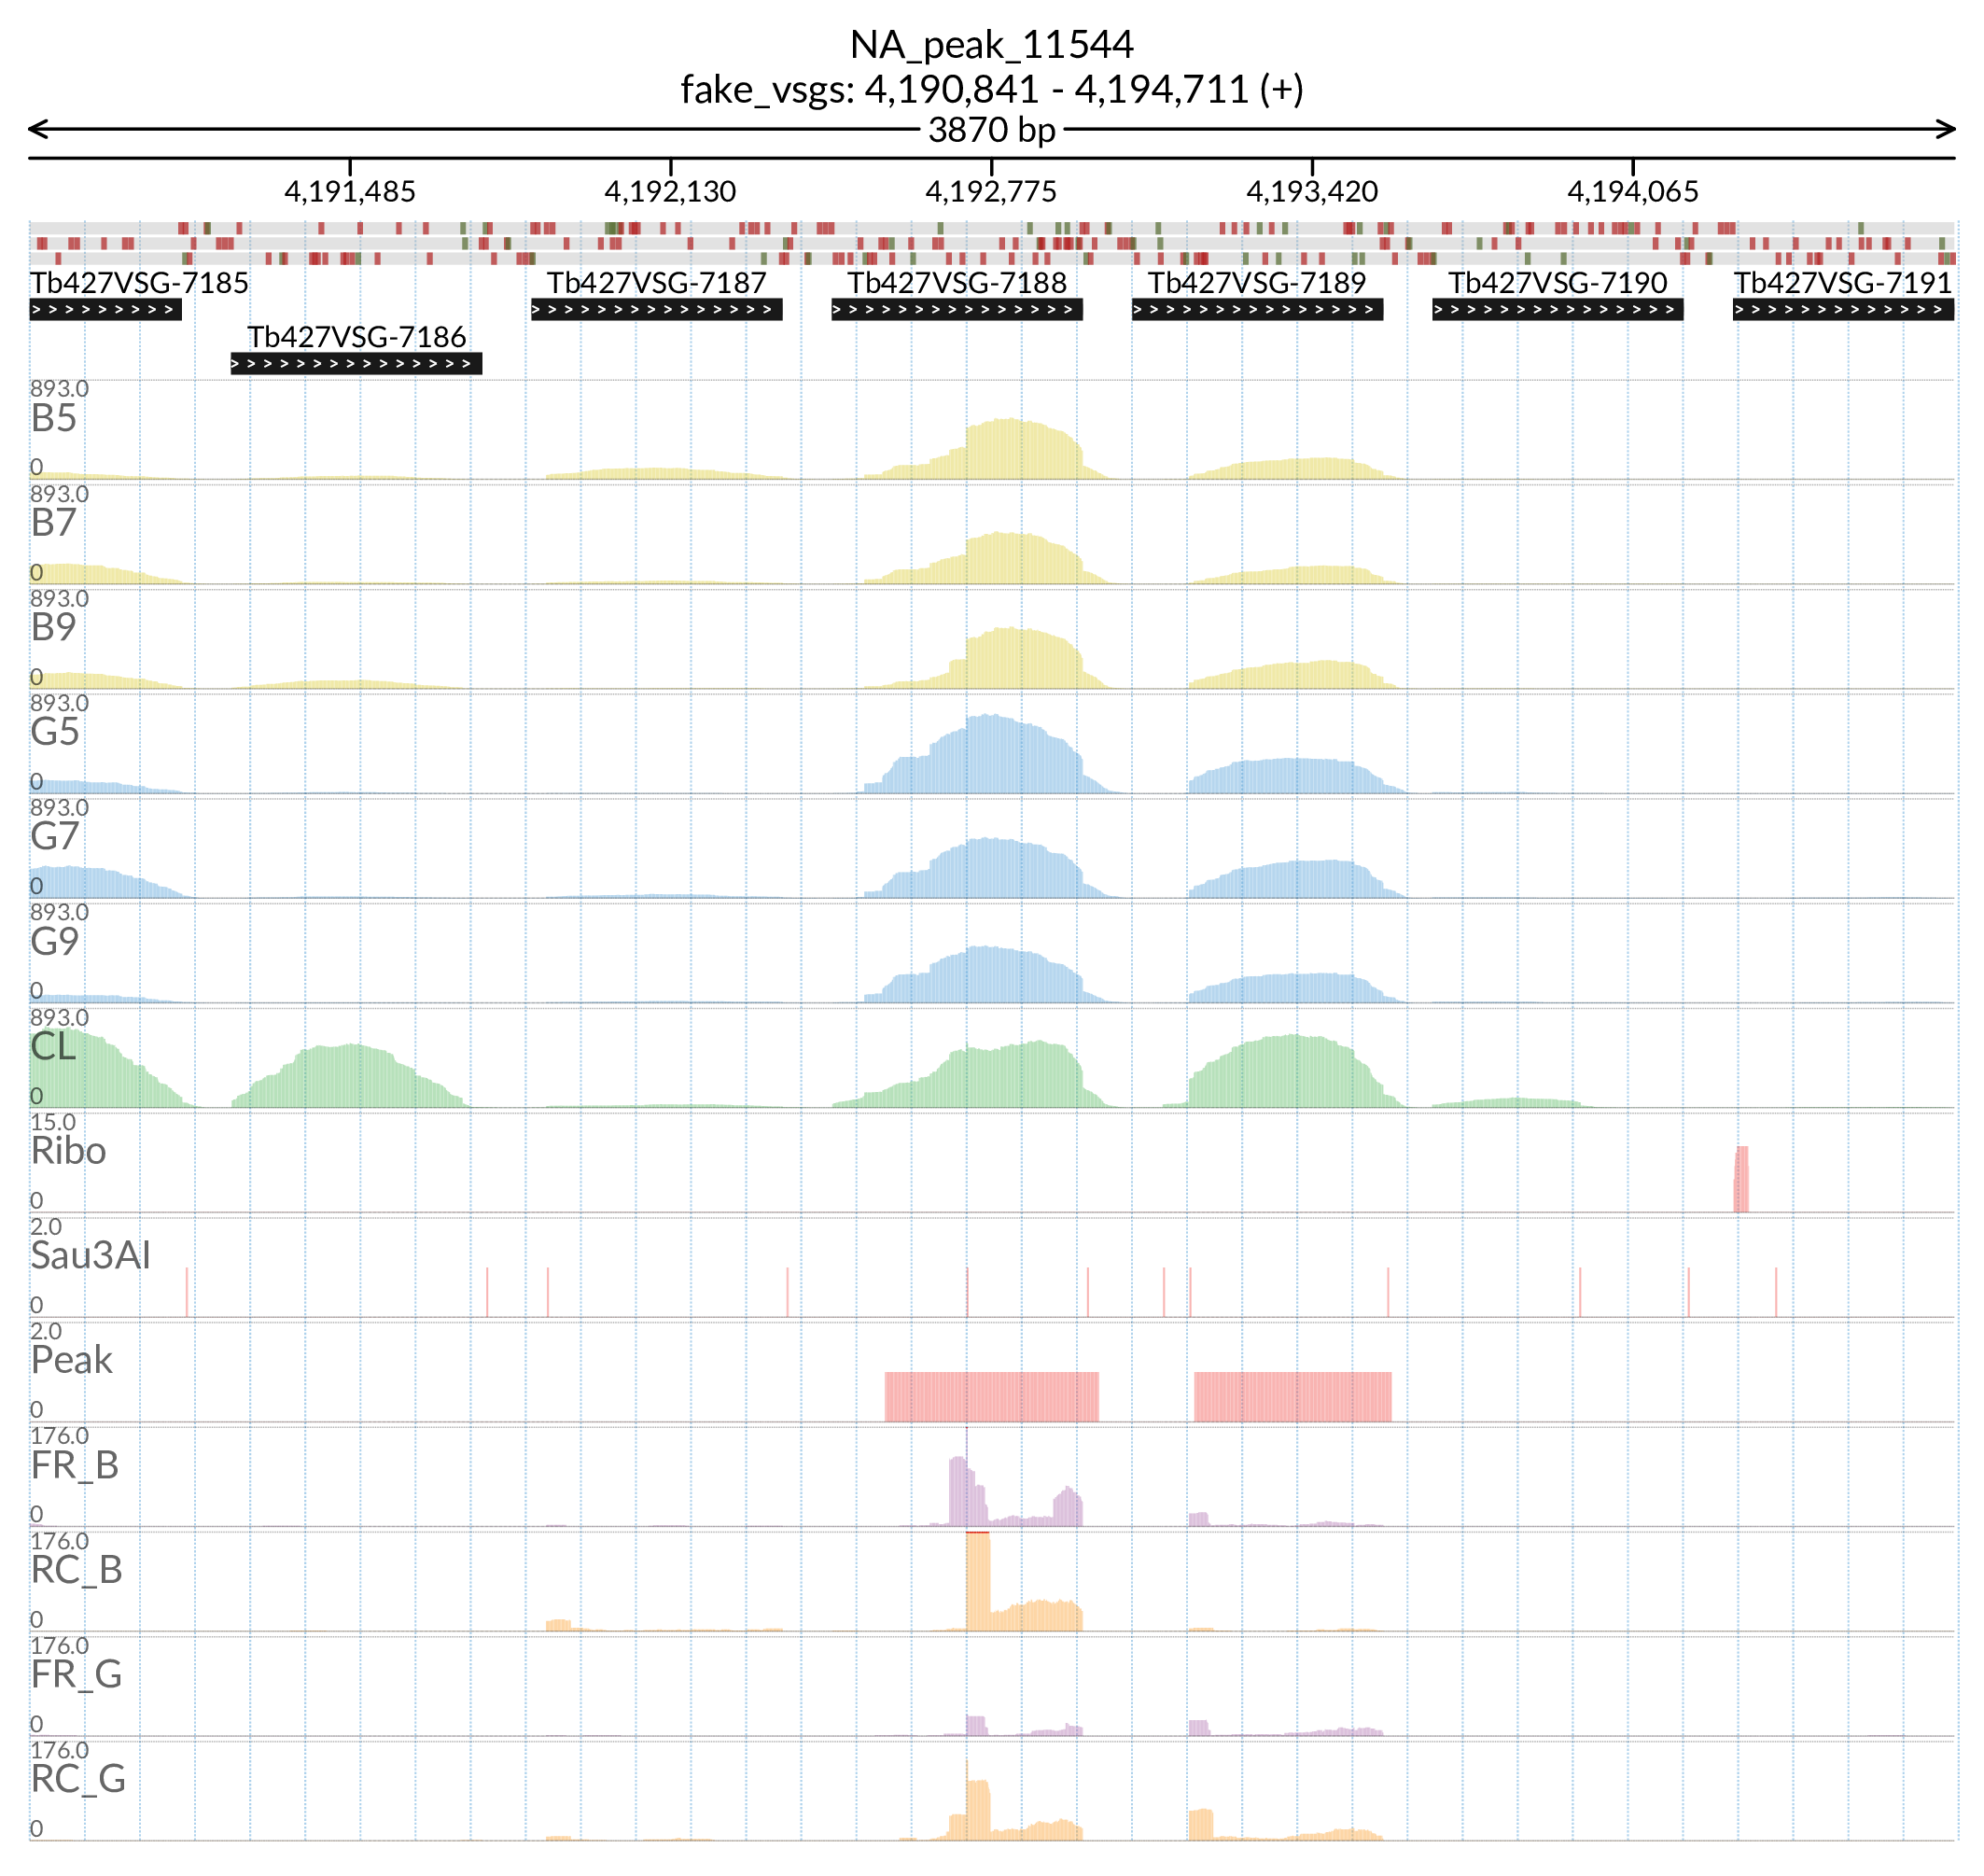 NA_peak_11544
fake_vsgs: 4,190,841 - 4,194,711 (+)
3870 bp
4,191,485 4,192,130 4,192,775 4,193,420 4,194,065
Tb427VSG-7185 Tb427VSG-7187 Tb427VSG-7188 Tb427VSG-7189 Tb427VSG-7190 Tb427VSG-7191
Tb427VSG-7186
893.0
B5
0
893.0
B7
0
893.0
B9
0
893.0
G5
0
893.0
G7
0
893.0
G9
0
893.0
CL
0
15.0
Ribo
0
2.0
Sau3AI
0
2.0
Peak
0
176.0
FR_B
0
176.0
RC_B
0
176.0
FR_G
0
176.0
RC_G
0